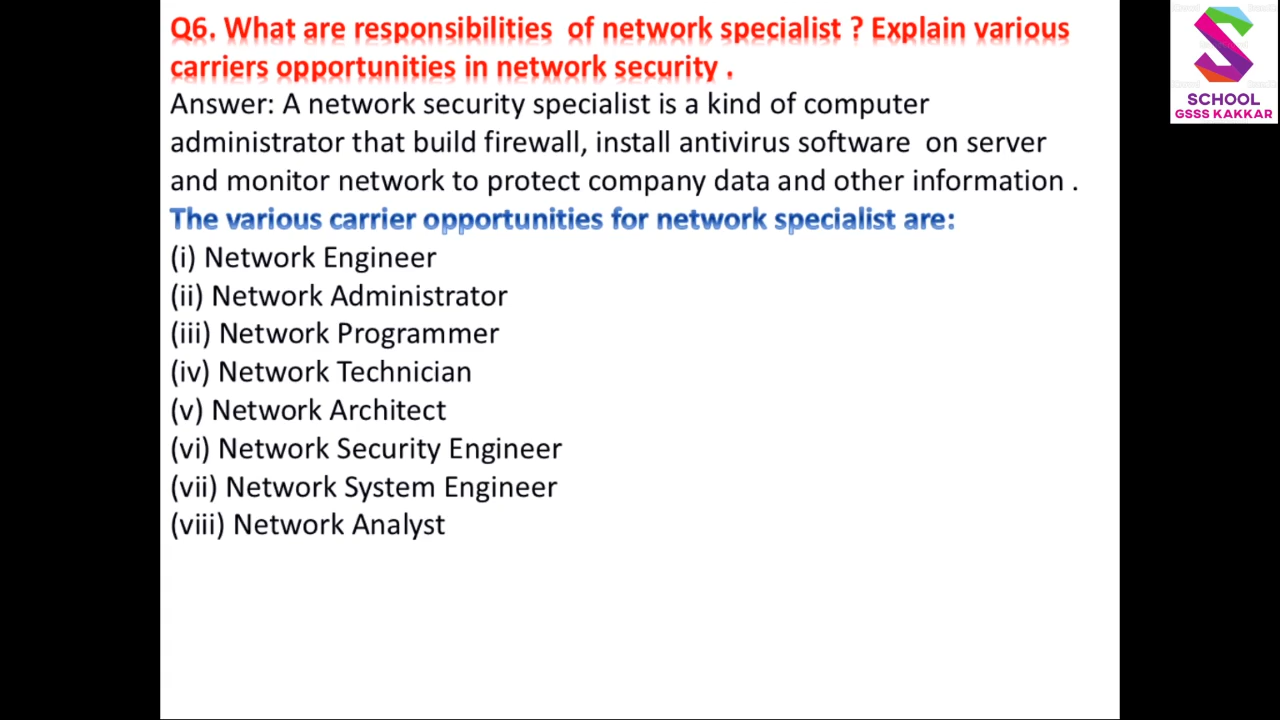 Q6. What are responsibilities of network specialist ? Explain various
carriers opportunities in network security .
Answer: A network security specialist is a kind of computer
administrator that build firewall, install antivirus software on server
and monitor network to protect company data and other information .
The various carrier opportunities for network specialist are:
(i) Network Engineer
(ii) Network Administrator
(iii) Network Programmer
(iv) Network Technician
(v) Network Architect
(vi) Network Security Engineer
(vii) Network System Engineer
(viii) Network Analyst
SCHOOL
GSSS KAKKAR